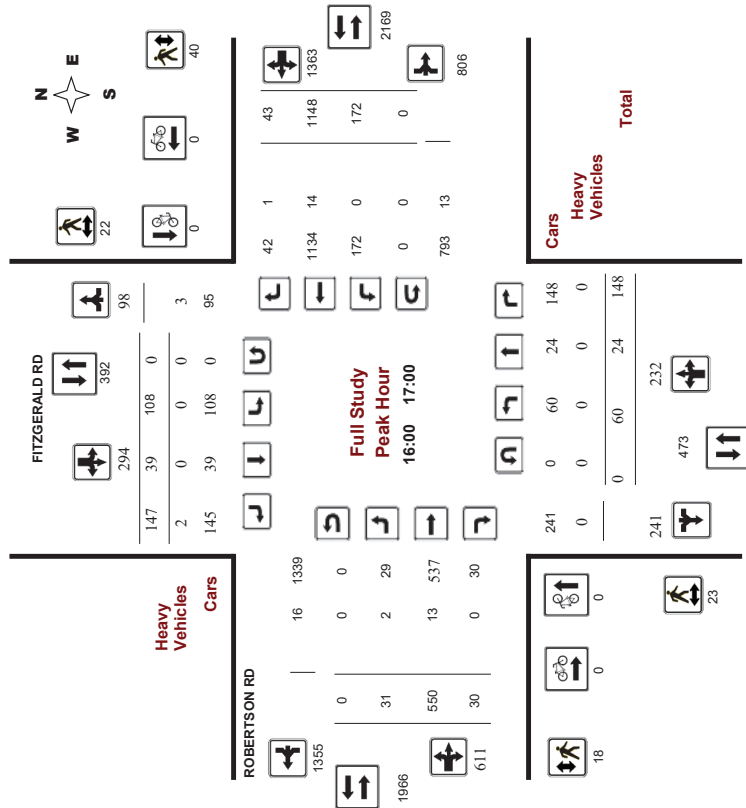 N
W E
S
40
0
22
0
FITZGERALD RD
392
294
98
147 39 108 0
2 0 0 0 3
145 39 108 0 95
Heavy
Vehicles
Cars
ROBERTSON RD
1355
16 1339
0 0 0
31 2 29
550 13 537
30 0 30
1966
611
Full Study
Peak Hour
16:00 17:00
42 1 43
1134 14 1148
172 0 172
0 0 0
793 13
1363
2169
806
Cars
Heavy
Vehicles
Total
241 0 60 24 148
0 0 0 0 0
0 60 24 148
241
232
473
0
0
18
23